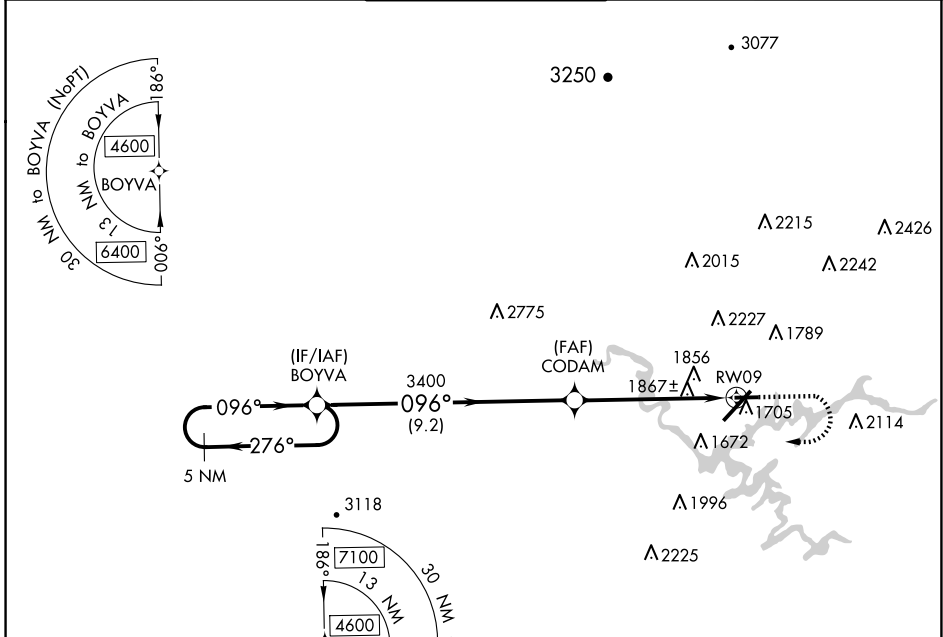 3077
3250
30 NM to BOYVA (NoPT)
13 NM to BOYVA
186°
4600
BOYVA
6400
006°
2215
2426
2015
2242
2775
2227
1789
(IF/IAF)
BOYVA
(FAF)
CODAM
1856
1867±
RW09
3400
096°
096°
(9.2)
1705
2114
276°
1672
5 NM
3118
1996
186°
7100
30 NM
2225
13 NM
4600